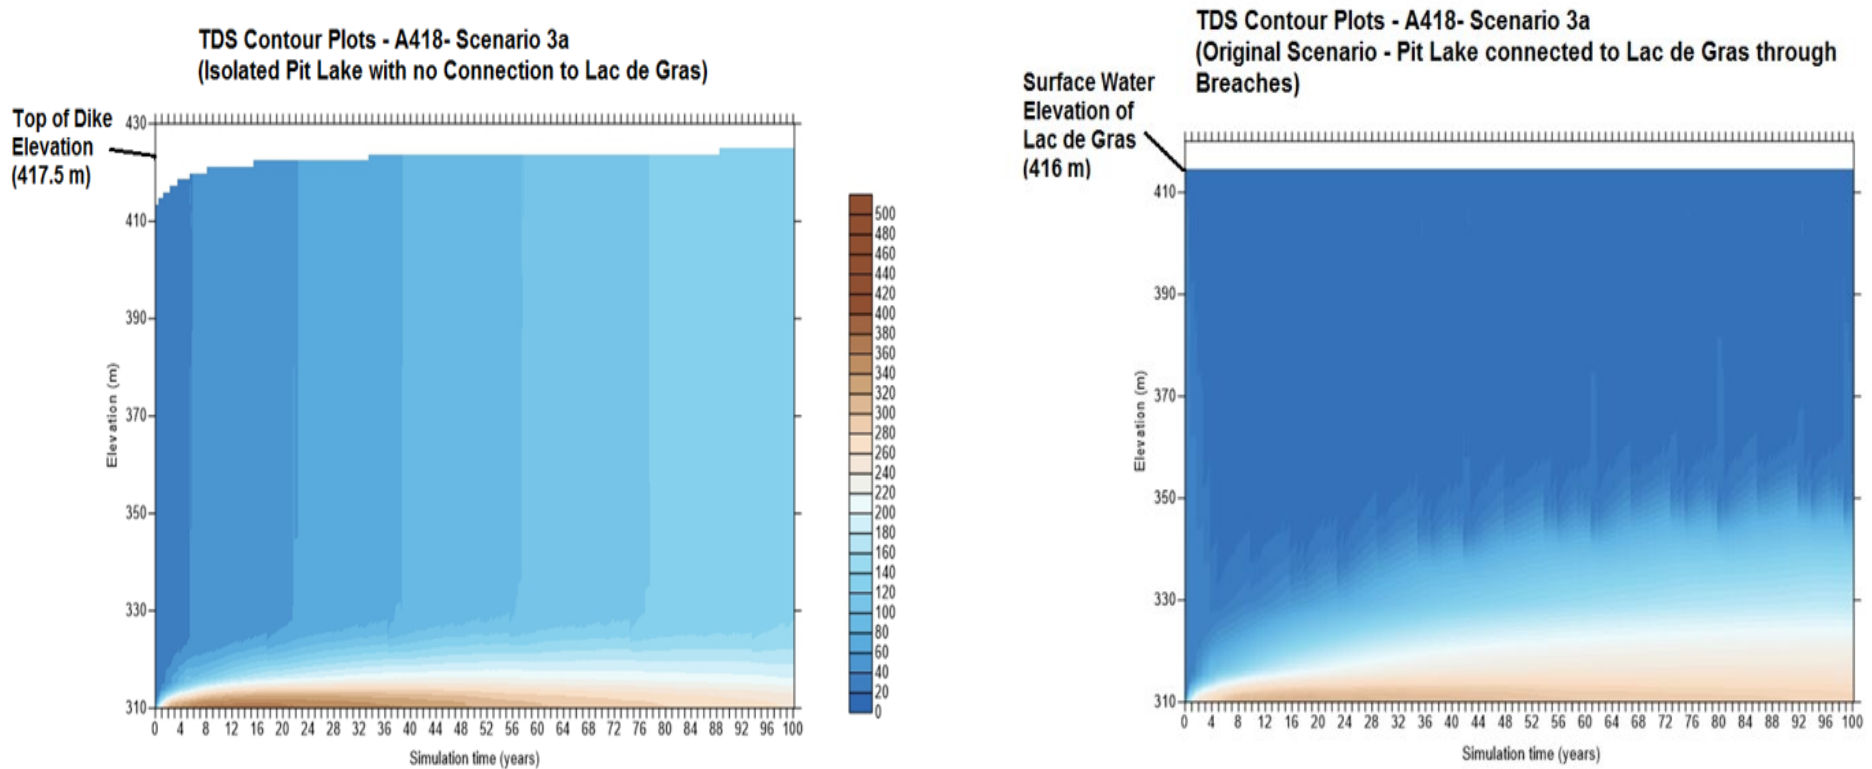 TDS Contour Plots - A418- Scenario 3a
(Isolated Pit Lake with no Connection to Lac de Gras)
Top of Dike
Elevation
(417.5 m)
430
410
390
370
350
330
310
Elevation (m)
0 4 8 12 16 20 24 28 32 36 40 44 48 52 56 60 64 68 72 76 80 84 88 92 96 100
Simulation time (years)
500
480
460
440
420
400
380
360
340
320
300
280
260
240
220
200
180
160
140
120
100
80
60
40
20
0
TDS Contour Plots - A418- Scenario 3a
(Original Scenario - Pit Lake connected to Lac de Gras through
Breaches)
Surface Water
Elevation of
Lac de Gras
(416 m)
410
390
370
350
330
310
Elevation (m)
0 4 8 12 16 20 24 28 32 36 40 44 48 52 56 60 64 68 72 76 80 84 88 92 96 100
Simulation time (years)